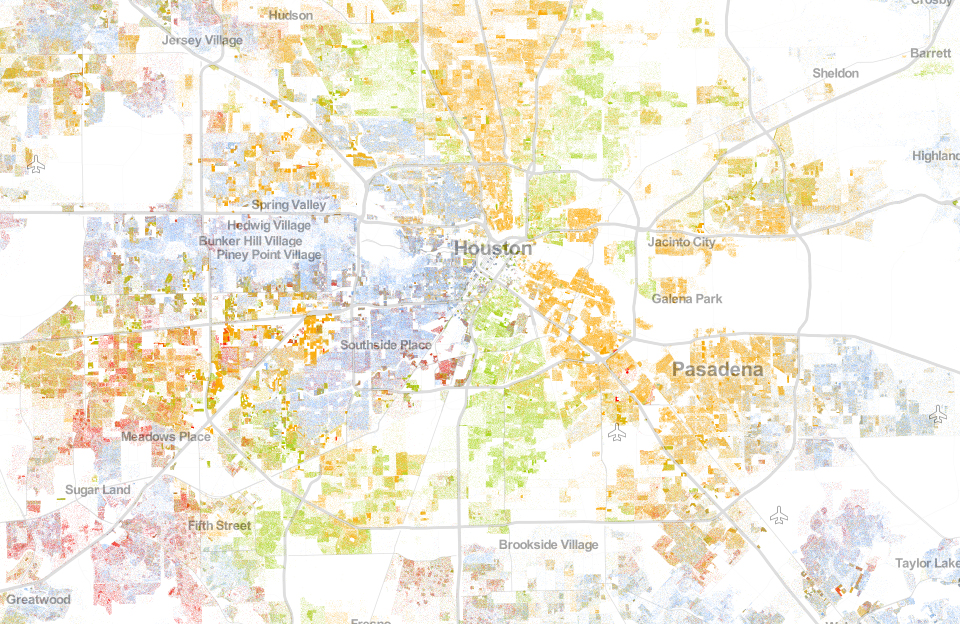 Crosby
Hudson
Jersey Village
Barrett
Sheldon
Highland
Spring Valley
Hedwig Village
Bunker Hill Village
Piney Point Village
Houston
Jacinto City
Galena Park
Southside Place
Pasadena
Meadows Place
Sugar Land
Fifth Street
Brookside Village
Taylor Lake
Greatwood
Fresno